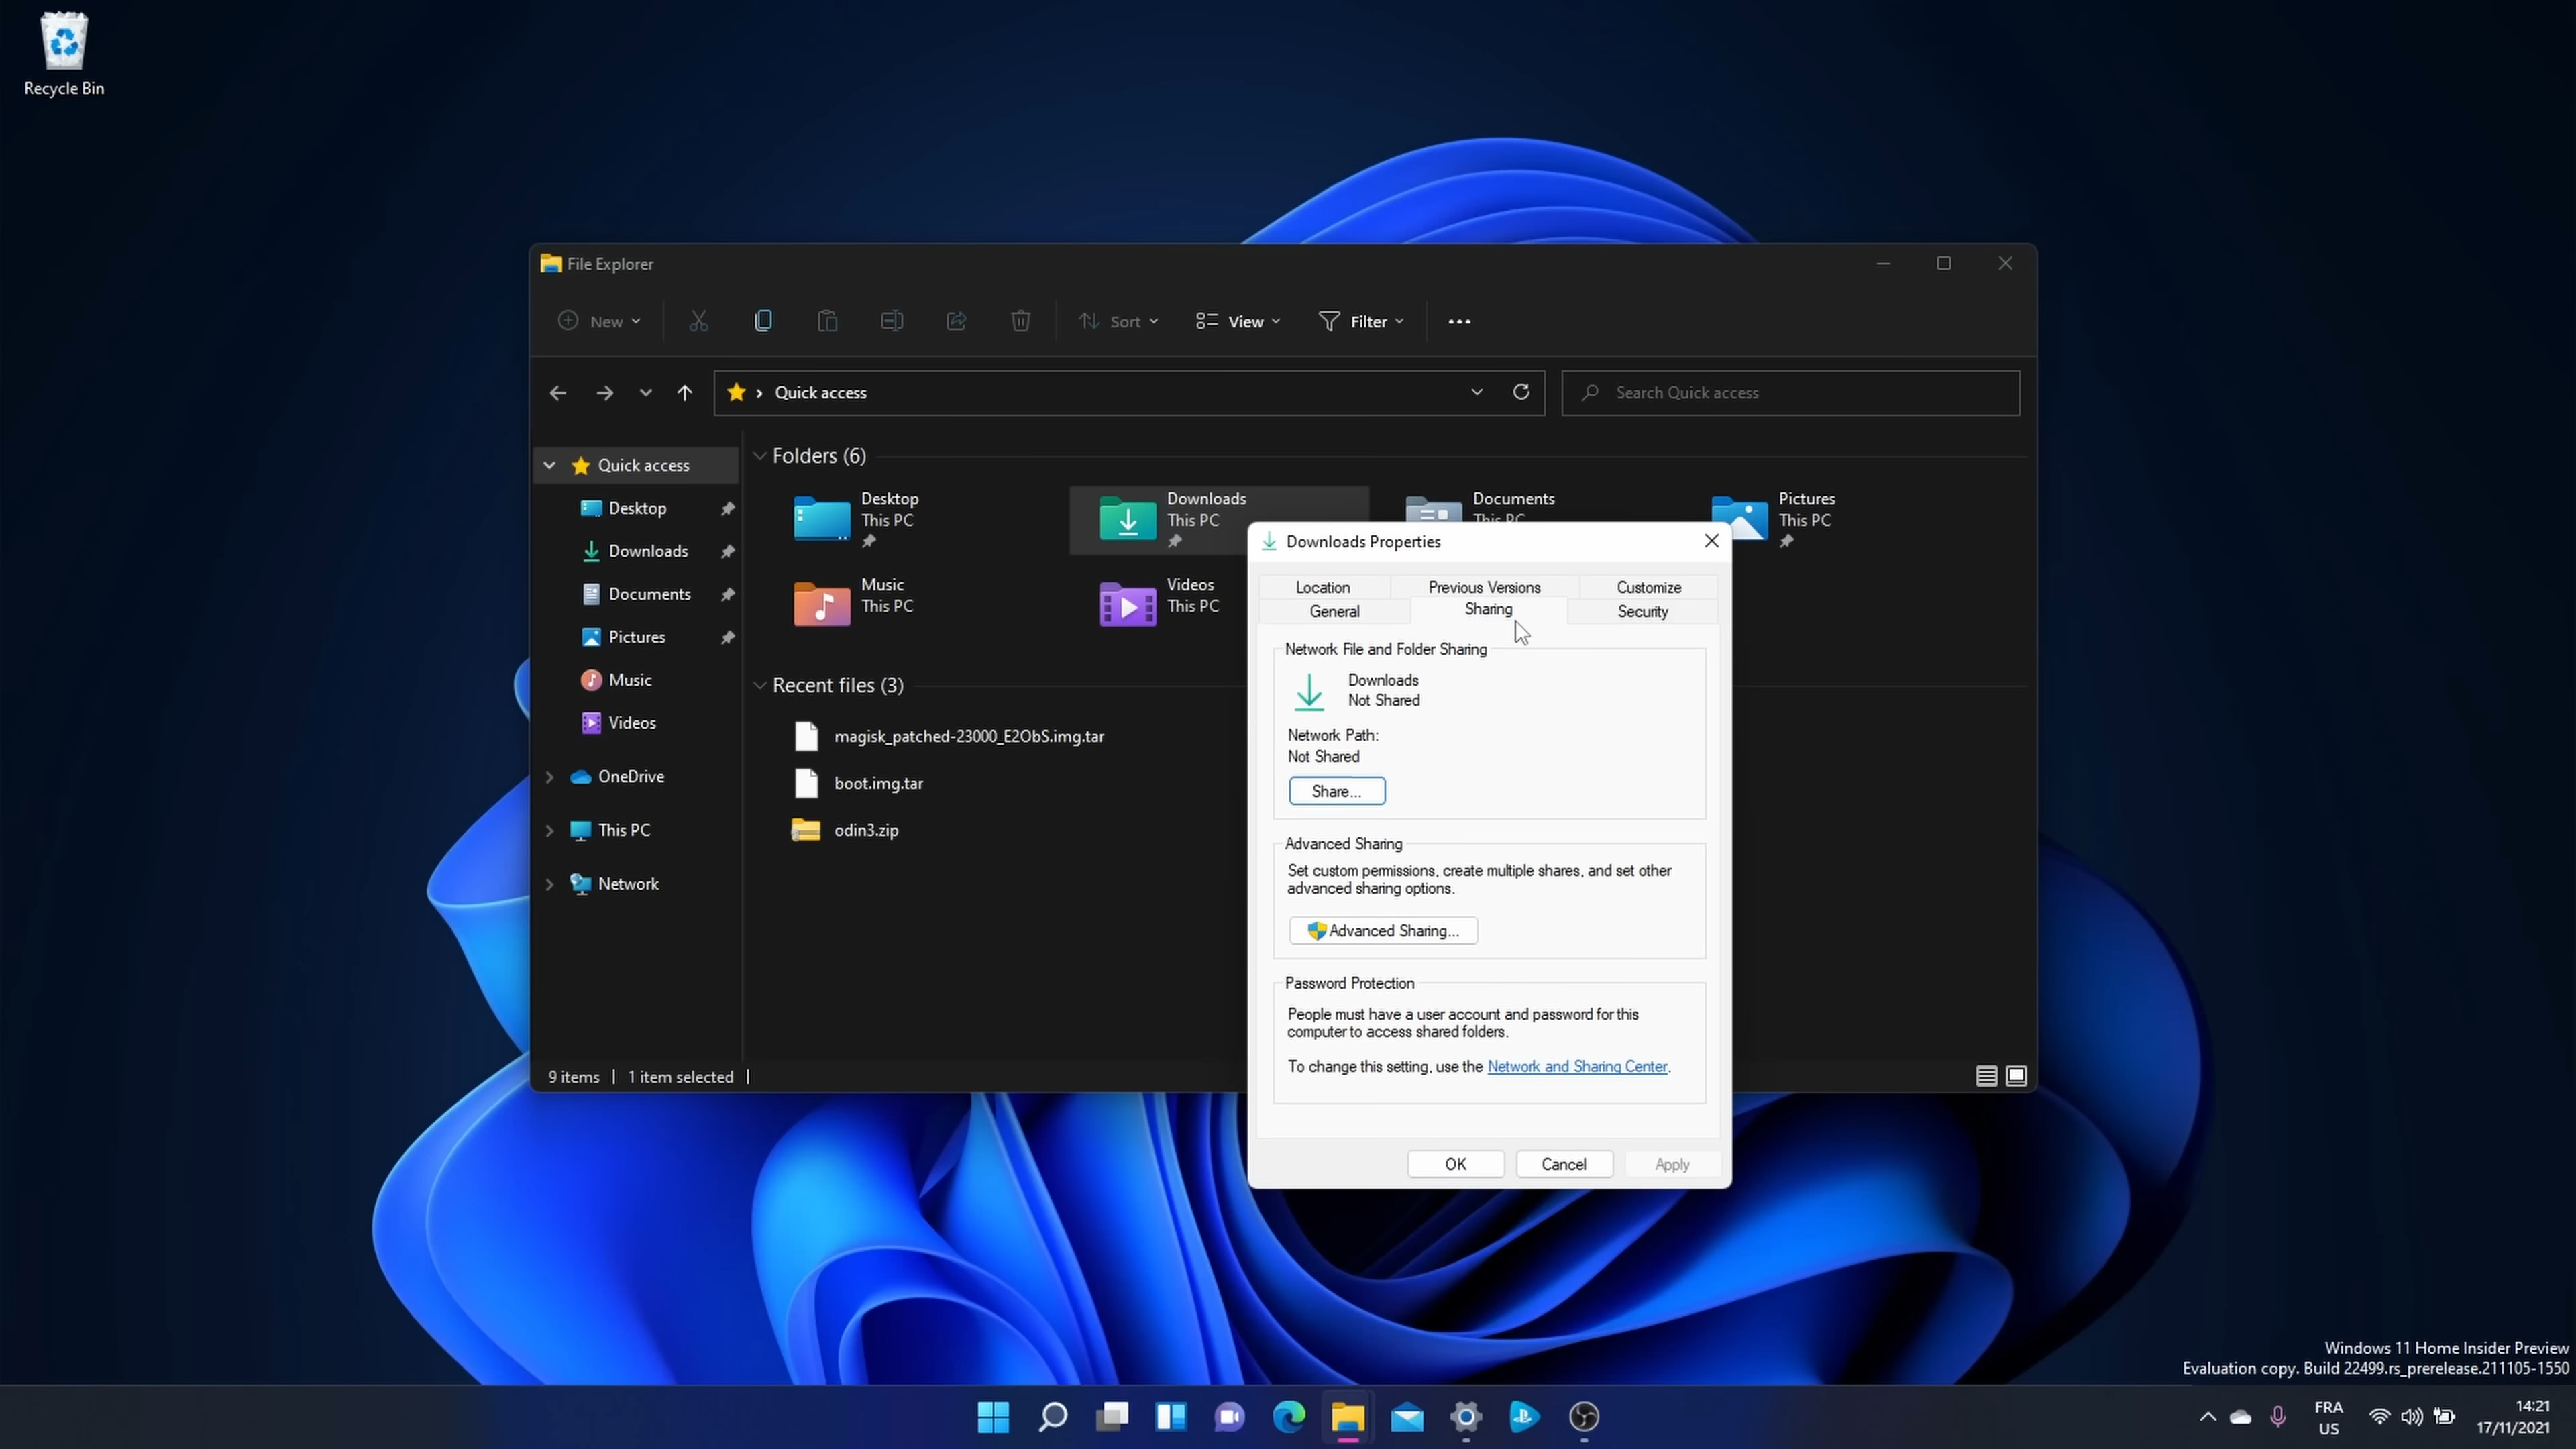 Recycle Bin
File Explorer
New
Sort
View
Filter
Quick access
Search Quick access
Quick access
Desktop
Downloads
Documents
Pictures
Music
Videos
OneDrive
This PC
Network
Folders (6)
Desktop
This PC
Downloads
This PC
Documents
This PC
Pictures
This PC
Music
This PC
Videos
This PC
Recent files (3)
magisk_patched-23000_E2ObS.img.tar
boot.img.tar
odin3.zip
9 items
1 item selected
Downloads Properties
Location
Previous Versions
Customize
General
Sharing
Security
Network File and Folder Sharing
Downloads
Not Shared
Network Path:
Not Shared
Share...
Advanced Sharing
Set custom permissions, create multiple shares, and set other
advanced sharing options.
Advanced Sharing...
Password Protection
People must have a user account and password for this
computer to access shared folders.
To change this setting, use the Network and Sharing Center.
OK
Cancel
Apply
Windows 11 Home Insider Preview
Evaluation copy. Build 22499.rs_prerelease.211105-1550
FRA
US
14:21
17/11/2021